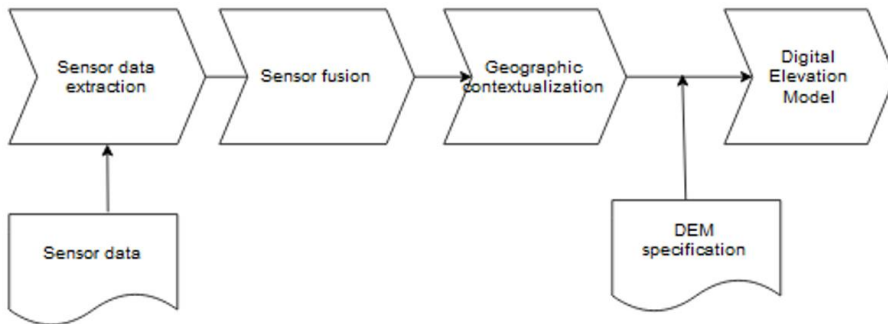 Sensor data
extraction
Sensor fusion
Geographic
contextualization
Digital
Elevation
Model
Sensor data
DEM
specification